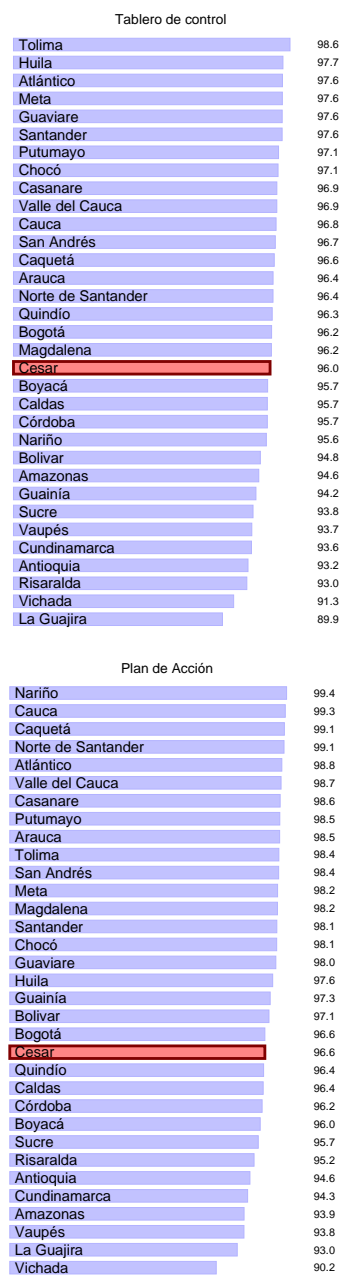 Tablero de control
Tolima 98.6
Huila 97.7
Atlántico 97.6
Meta 97.6
Guaviare 97.6
Santander 97.6
Putumayo 97.1
Chocó 97.1
Casanare 96.9
Valle del Cauca 96.9
Cauca 96.8
San Andrés 96.7
Caquetá 96.6
Arauca 96.4
Norte de Santander 96.4
Quindío 96.3
Bogotá 96.2
Magdalena 96.2
Cesar 96.0
Boyacá 95.7
Caldas 95.7
Córdoba 95.7
Nariño 95.6
Bolivar 94.8
Amazonas 94.6
Guainía 94.2
Sucre 93.8
Vaupés 93.7
Cundinamarca 93.6
Antioquia 93.2
Risaralda 93.0
Vichada 91.3
La Guajira 89.9
Plan de Acción
Nariño 99.4
Cauca 99.3
Caquetá 99.1
Norte de Santander 99.1
Atlántico 98.8
Valle del Cauca 98.7
Casanare 98.6
Putumayo 98.5
Arauca 98.5
Tolima 98.4
San Andrés 98.4
Meta 98.2
Magdalena 98.2
Santander 98.1
Chocó 98.1
Guaviare 98.0
Huila 97.6
Guainía 97.3
Bolivar 97.1
Bogotá 96.6
Cesar 96.6
Quindío 96.4
Caldas 96.4
Córdoba 96.2
Boyacá 96.0
Sucre 95.7
Risaralda 95.2
Antioquia 94.6
Cundinamarca 94.3
Amazonas 93.9
Vaupés 93.8
La Guajira 93.0
Vichada 90.2